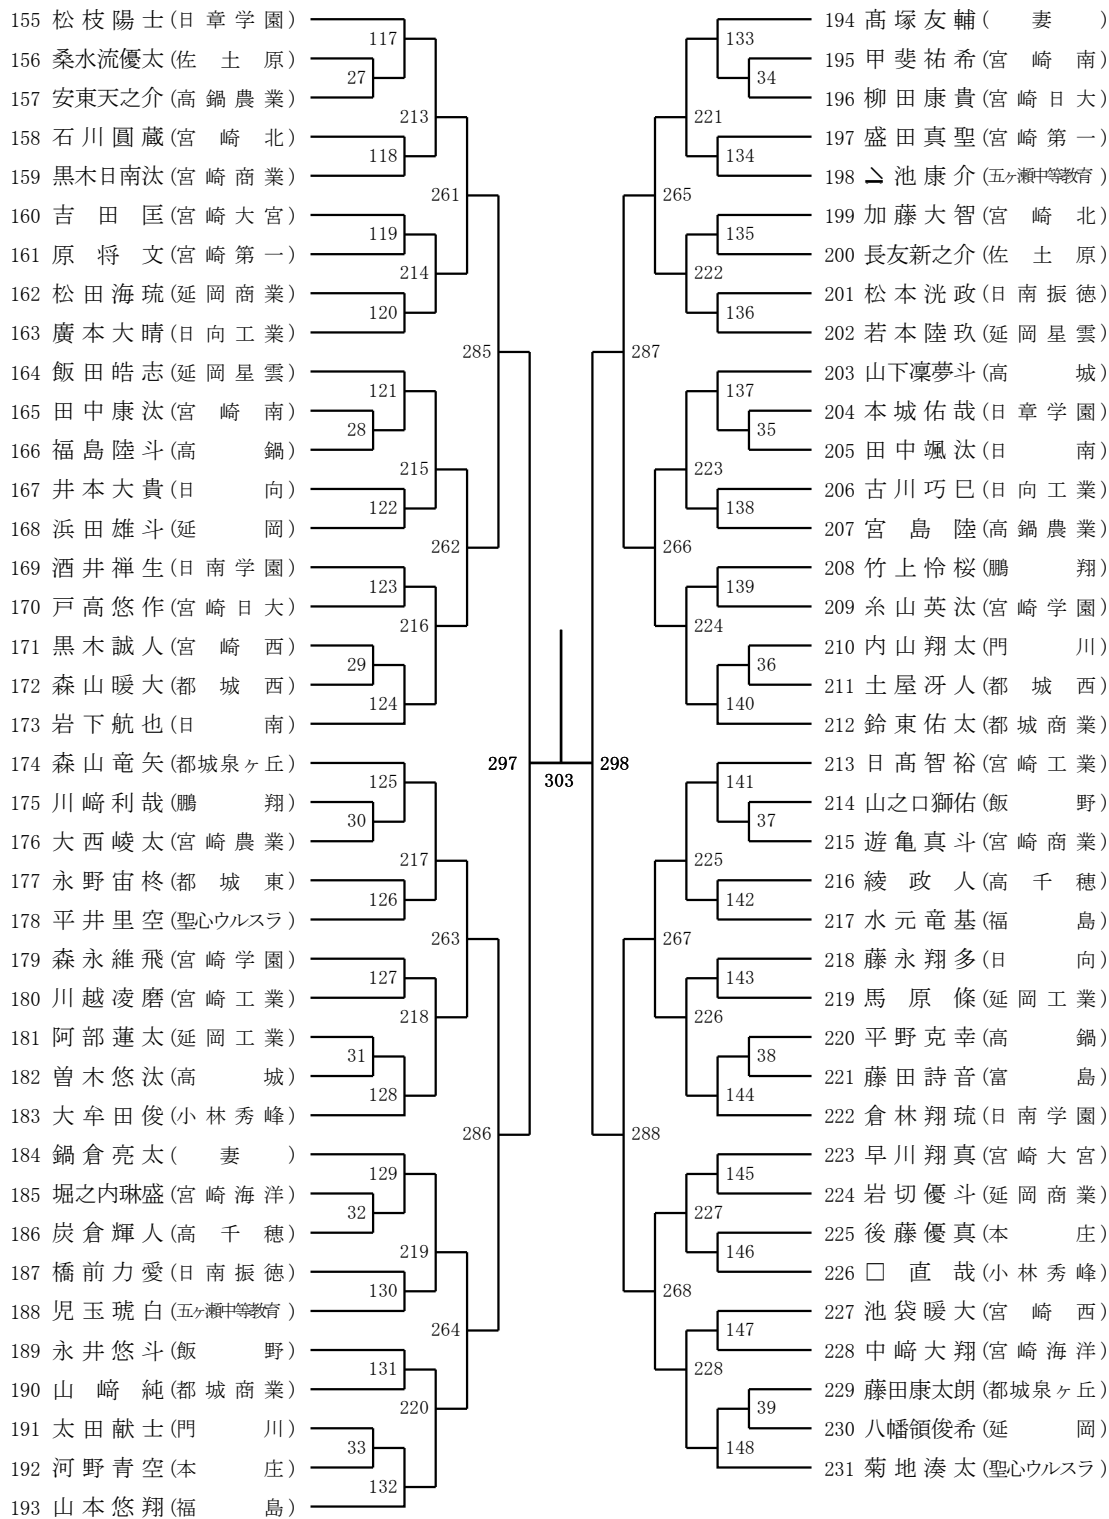 155 松枝陽士(日章学園)
156 桑水流優太(佐土原)
157 安東天之介(高鍋農業)
158 石川圓蔵(宮崎北)
159 黒木日南汰(宮崎商業)
160 吉田匡(宮崎大宮)
161 原将文(宮崎第一)
162 松田海琉(延岡商業)
163 廣本大晴(日向工業)
164 飯田皓志(延岡星雲)
165 田中康汰(宮崎南)
166 福島陸斗(高鍋)
167 井本大貴(日向)
168 浜田雄斗(延岡)
169 酒井禅生(日南学園)
170 戸高悠作(宮崎日大)
171 黒木誠人(宮崎西)
172 森山暖大(都城西)
173 岩下航也(日南)
174 森山竜矢(都城泉ヶ丘)
175 川﨑利哉(鵬翔)
176 大西崚太(宮崎農業)
177 永野宙柊(都城東)
178 平井里空(聖心ウルスラ)
179 森永維飛(宮崎学園)
180 川越凌磨(宮崎工業)
181 阿部蓮太(延岡工業)
182 曽木悠汰(高城)
183 大牟田俊(小林秀峰)
184 鍋倉亮太(妻)
185 堀之内琳盛(宮崎海洋)
186 炭倉輝人(高千穂)
187 橋前力愛(日南振徳)
188 児玉琥白(五ヶ瀬中等教育)
189 永井悠斗(飯野)
190 山﨑純(都城商業)
191 太田献士(門川)
192 河野青空(本庄)
193 山本悠翔(福島)
117
27
118
119
120
121
28
122
123
29
124
125
30
126
127
31
128
129
32
130
131
33
132
213
214
215
216
217
218
219
220
261
262
263
264
285
286
297
303
298
287
288
265
266
267
268
221
222
223
224
225
226
227
228
133
34
134
135
136
137
35
138
139
36
140
141
37
142
143
38
144
145
146
147
39
148
194 髙塚友輔(妻)
195 甲斐祐希(宮崎南)
196 柳田康貴(宮崎日大)
197 盛田真聖(宮崎第一)
198 池康介(五ヶ瀬中等教育)
199 加藤大智(宮崎北)
200 長友新之介(佐土原)
201 松本洸政(日南振徳)
202 若本陸玖(延岡星雲)
203 山下凜夢斗(高城)
204 本城佑哉(日章学園)
205 田中颯汰(日南)
206 古川巧巳(日向工業)
207 宮島陸(高鍋農業)
208 竹上怜桜(鵬翔)
209 糸山英汰(宮崎学園)
210 内山翔太(門川)
211 土屋冴人(都城西)
212 鈴東佑太(都城商業)
213 日髙智裕(宮崎工業)
214 山之口獅佑(飯野)
215 遊亀真斗(宮崎商業)
216 綾政人(高千穂)
217 水元竜基(福島)
218 藤永翔多(日向)
219 馬原條(延岡工業)
220 平野克幸(高鍋)
221 藤田詩音(富島)
222 倉林翔琉(日南学園)
223 早川翔真(宮崎大宮)
224 岩切優斗(延岡商業)
225 後藤優真(本庄)
226 □直哉(小林秀峰)
227 池袋暖大(宮崎西)
228 中﨑大翔(宮崎海洋)
229 藤田康太朗(都城泉ヶ丘)
230 八幡領俊希(延岡)
231 菊地湊太(聖心ウルスラ)